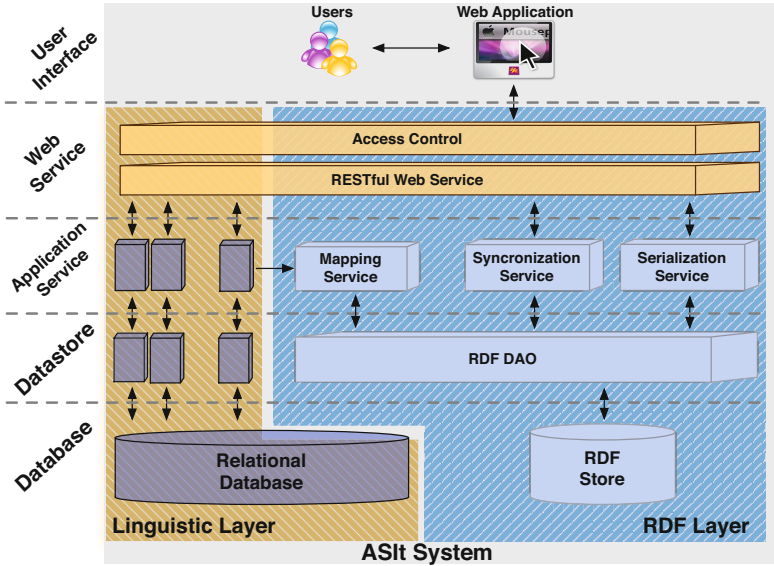 Users
Web Application
Mousep
User
Interface
Access Control
RESTful Web Service
Web
Service
Mapping
Service
Syncronization
Service
Serialization
Service
Application
Service
RDF DAO
Datastore
Relational
Database
RDF
Store
Database
Linguistic Layer
RDF Layer
ASIt System